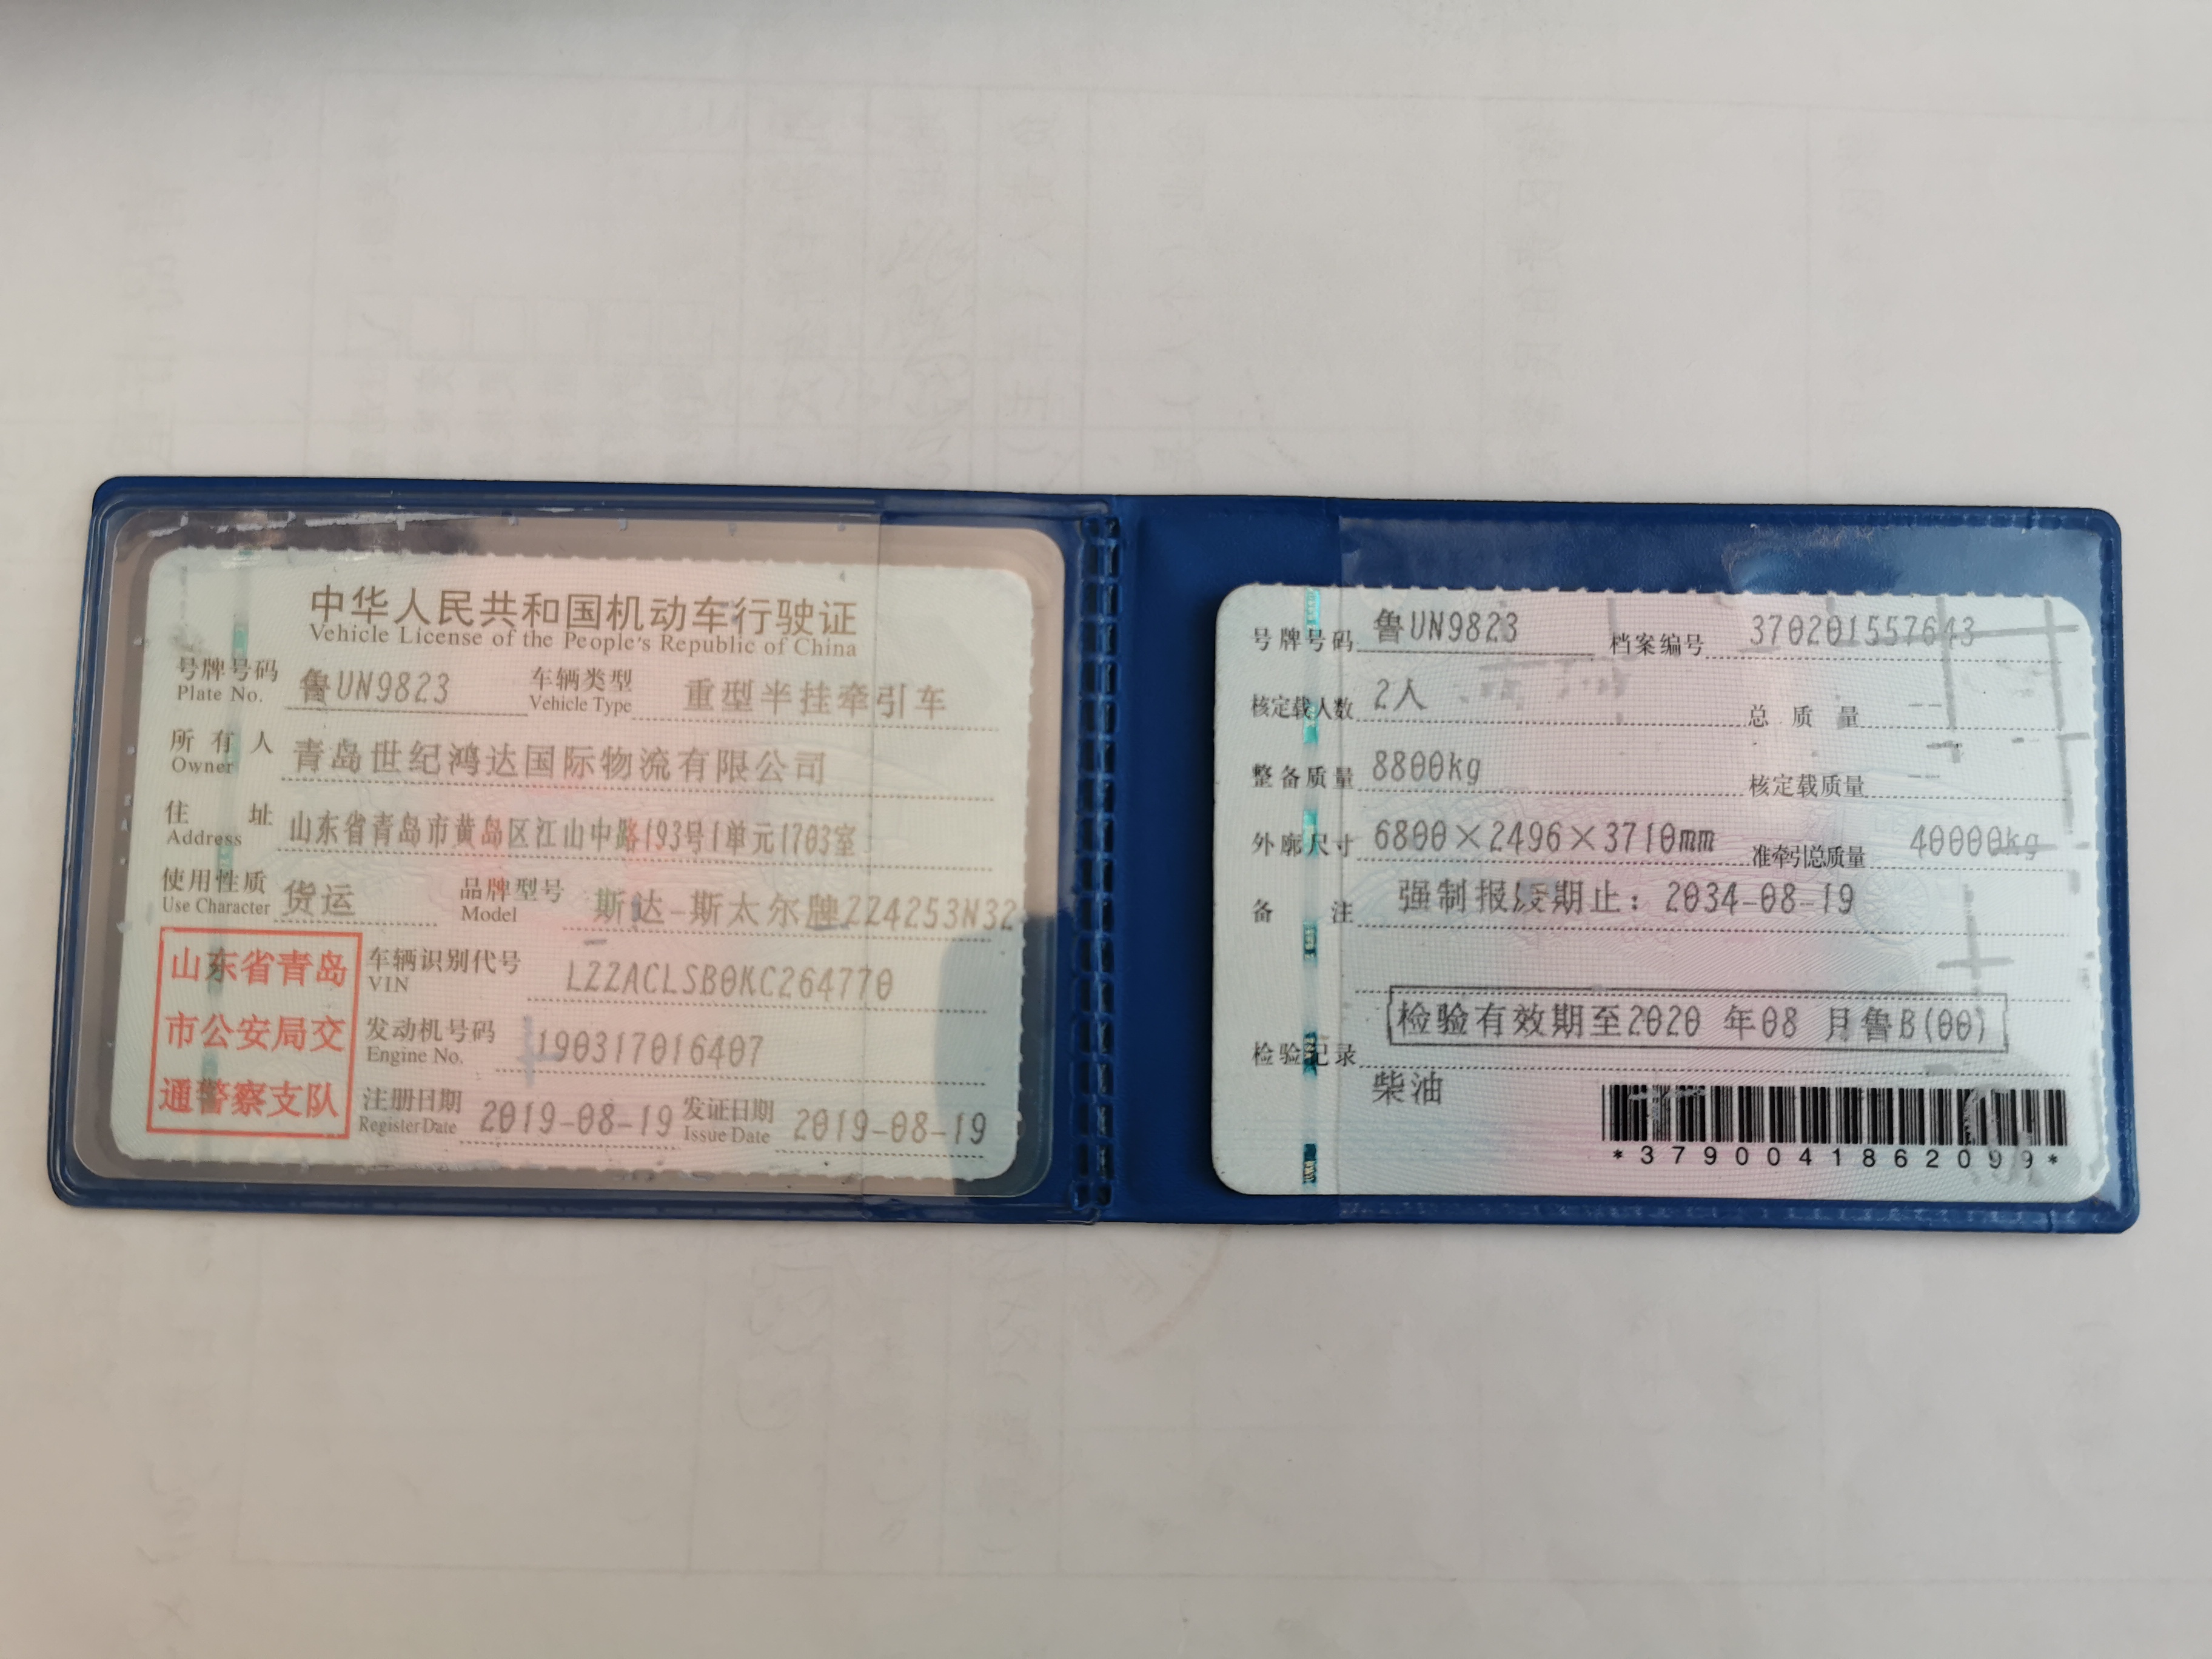 中华人民共和国机动车行驶证
Vehicle License of the People's Republic of China
号牌号码 鲁UN9823 车辆类型 重型半挂牵引车
Plate No. Vehicle Type
所有人 青岛世纪鸿达国际物流有限公司
Owner
住址 山东省青岛市黄岛区江山中路193号1单元1703室
Address
使用性质 货运 品牌型号 斯达-斯太尔牌ZZ4253N32
Use Character Model
山东省青岛
市公安局交
通警察支队
车辆识别代号 LZZACLSB0KC264770
VIN
发动机号码 190317016407
Engine No.
注册日期 2019-08-19 发证日期 2019-08-19
Register Date Issue Date
号牌号码 鲁UN9823 档案编号 370201557643
核定载人数 2人 总质量 --
整备质量 8800kg 核定载质量 --
外廓尺寸 6800×2496×3710mm 准牵引总质量 40000kg
备注 强制报废期止：2034-08-19
检验有效期至2020 年08 月鲁B(00)
检验记录
柴油
*3790041862099*